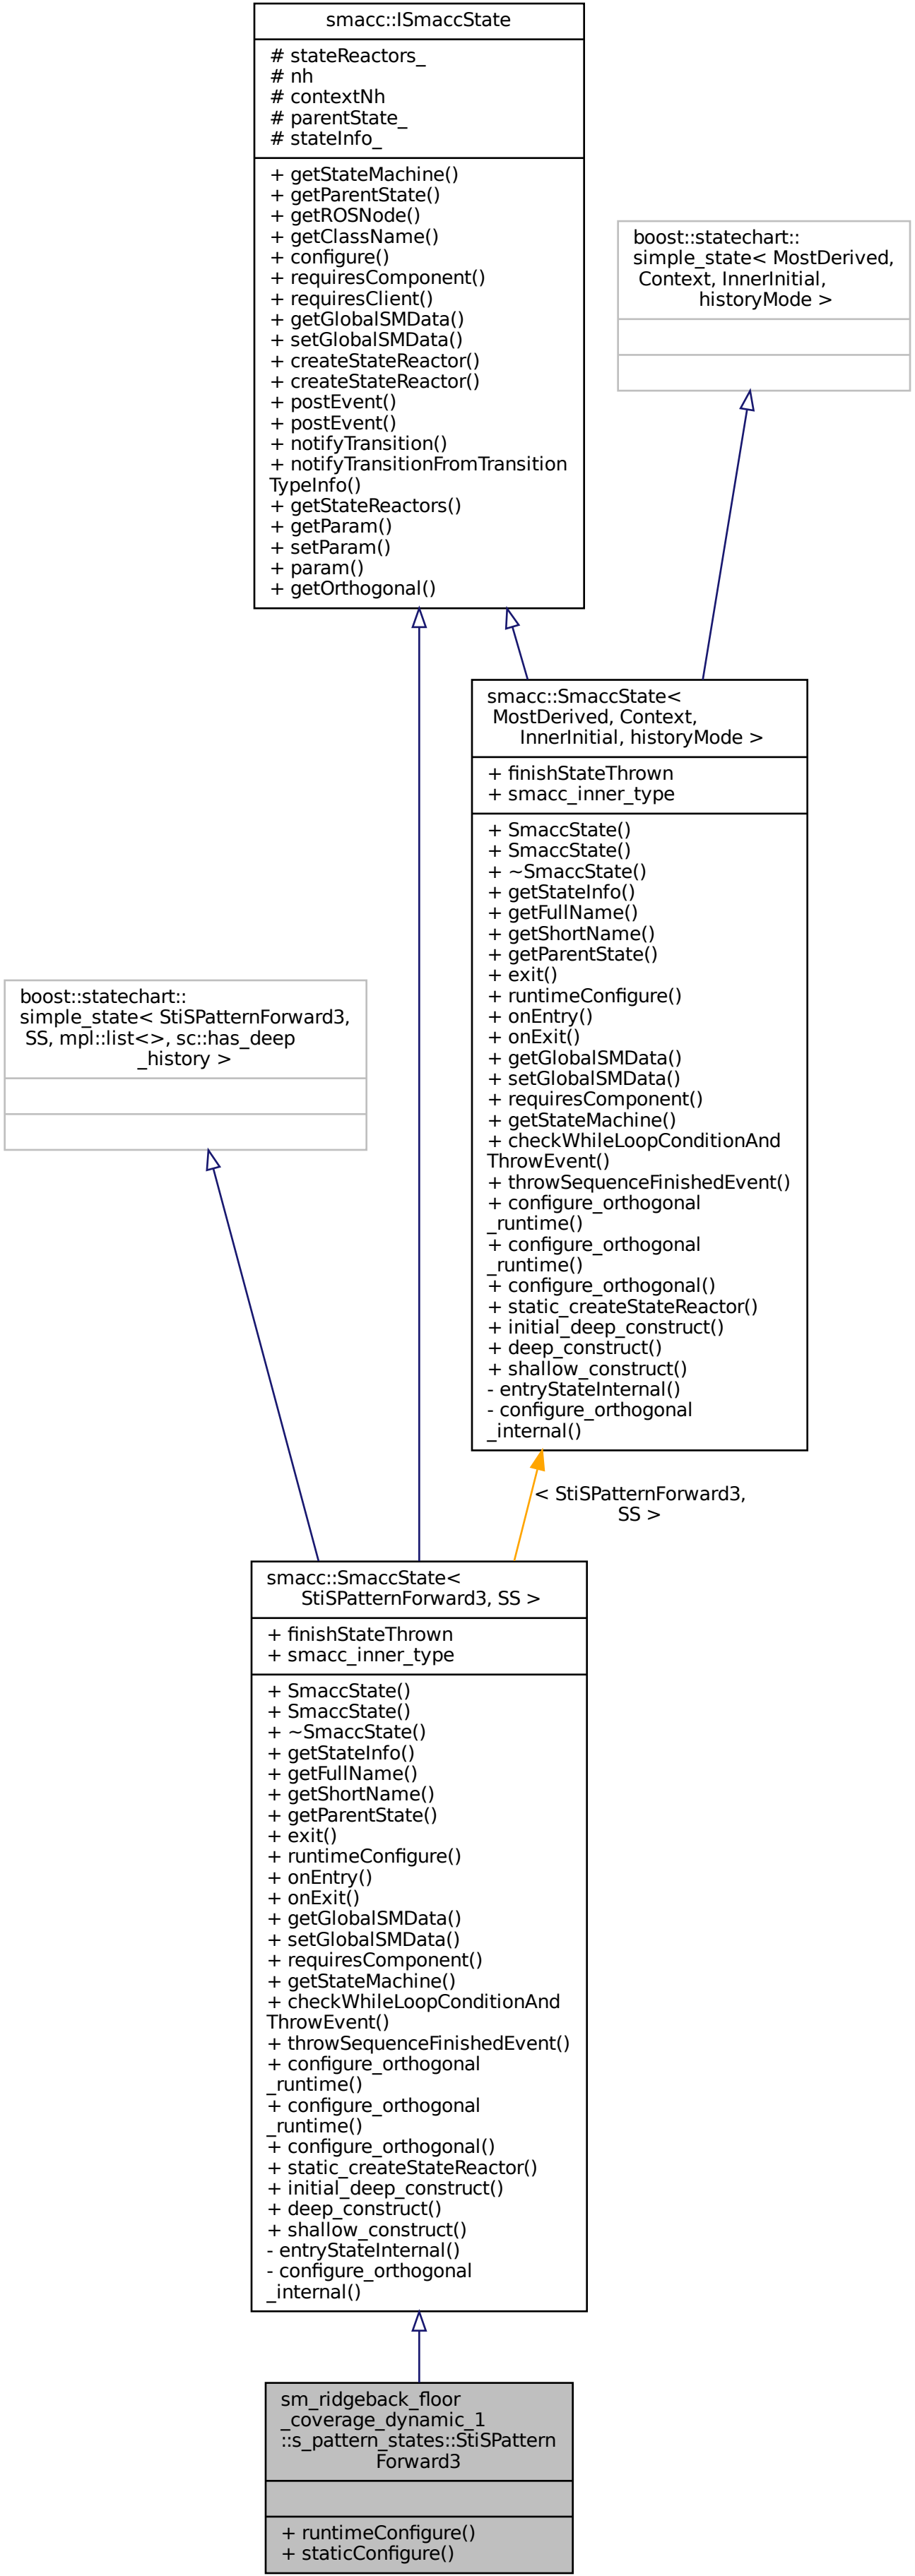 smacc::ISmaccState
# stateReactors_
# nh
# contextNh
# parentState_
# stateInfo_
+ getStateMachine()
+ getParentState()
+ getROSNode()
+ getClassName()
+ configure()
+ requiresComponent()
+ requiresClient()
+ getGlobalSMData()
+ setGlobalSMData()
+ createStateReactor()
+ createStateReactor()
+ postEvent()
+ postEvent()
+ notifyTransition()
+ notifyTransitionFromTransition
TypeInfo()
+ getStateReactors()
+ getParam()
+ setParam()
+ param()
+ getOrthogonal()
boost::statechart::
simple_state< MostDerived,
Context, InnerInitial,
historyMode >
smacc::SmaccState<
MostDerived, Context,
InnerInitial, historyMode >
+ finishStateThrown
+ smacc_inner_type
+ SmaccState()
+ SmaccState()
+ ~SmaccState()
+ getStateInfo()
+ getFullName()
+ getShortName()
+ getParentState()
+ exit()
+ runtimeConfigure()
+ onEntry()
+ onExit()
+ getGlobalSMData()
+ setGlobalSMData()
+ requiresComponent()
+ getStateMachine()
+ checkWhileLoopConditionAnd
ThrowEvent()
+ throwSequenceFinishedEvent()
+ configure_orthogonal
_runtime()
+ configure_orthogonal
_runtime()
+ configure_orthogonal()
+ static_createStateReactor()
+ initial_deep_construct()
+ deep_construct()
+ shallow_construct()
- entryStateInternal()
- configure_orthogonal
_internal()
boost::statechart::
simple_state< StiSPatternForward3,
SS, mpl::list<>, sc::has_deep
_history >
< StiSPatternForward3,
SS >
smacc::SmaccState<
StiSPatternForward3, SS >
+ finishStateThrown
+ smacc_inner_type
+ SmaccState()
+ SmaccState()
+ ~SmaccState()
+ getStateInfo()
+ getFullName()
+ getShortName()
+ getParentState()
+ exit()
+ runtimeConfigure()
+ onEntry()
+ onExit()
+ getGlobalSMData()
+ setGlobalSMData()
+ requiresComponent()
+ getStateMachine()
+ checkWhileLoopConditionAnd
ThrowEvent()
+ throwSequenceFinishedEvent()
+ configure_orthogonal
_runtime()
+ configure_orthogonal
_runtime()
+ configure_orthogonal()
+ static_createStateReactor()
+ initial_deep_construct()
+ deep_construct()
+ shallow_construct()
- entryStateInternal()
- configure_orthogonal
_internal()
sm_ridgeback_floor
_coverage_dynamic_1
::s_pattern_states::StiSPattern
Forward3
+ runtimeConfigure()
+ staticConfigure()